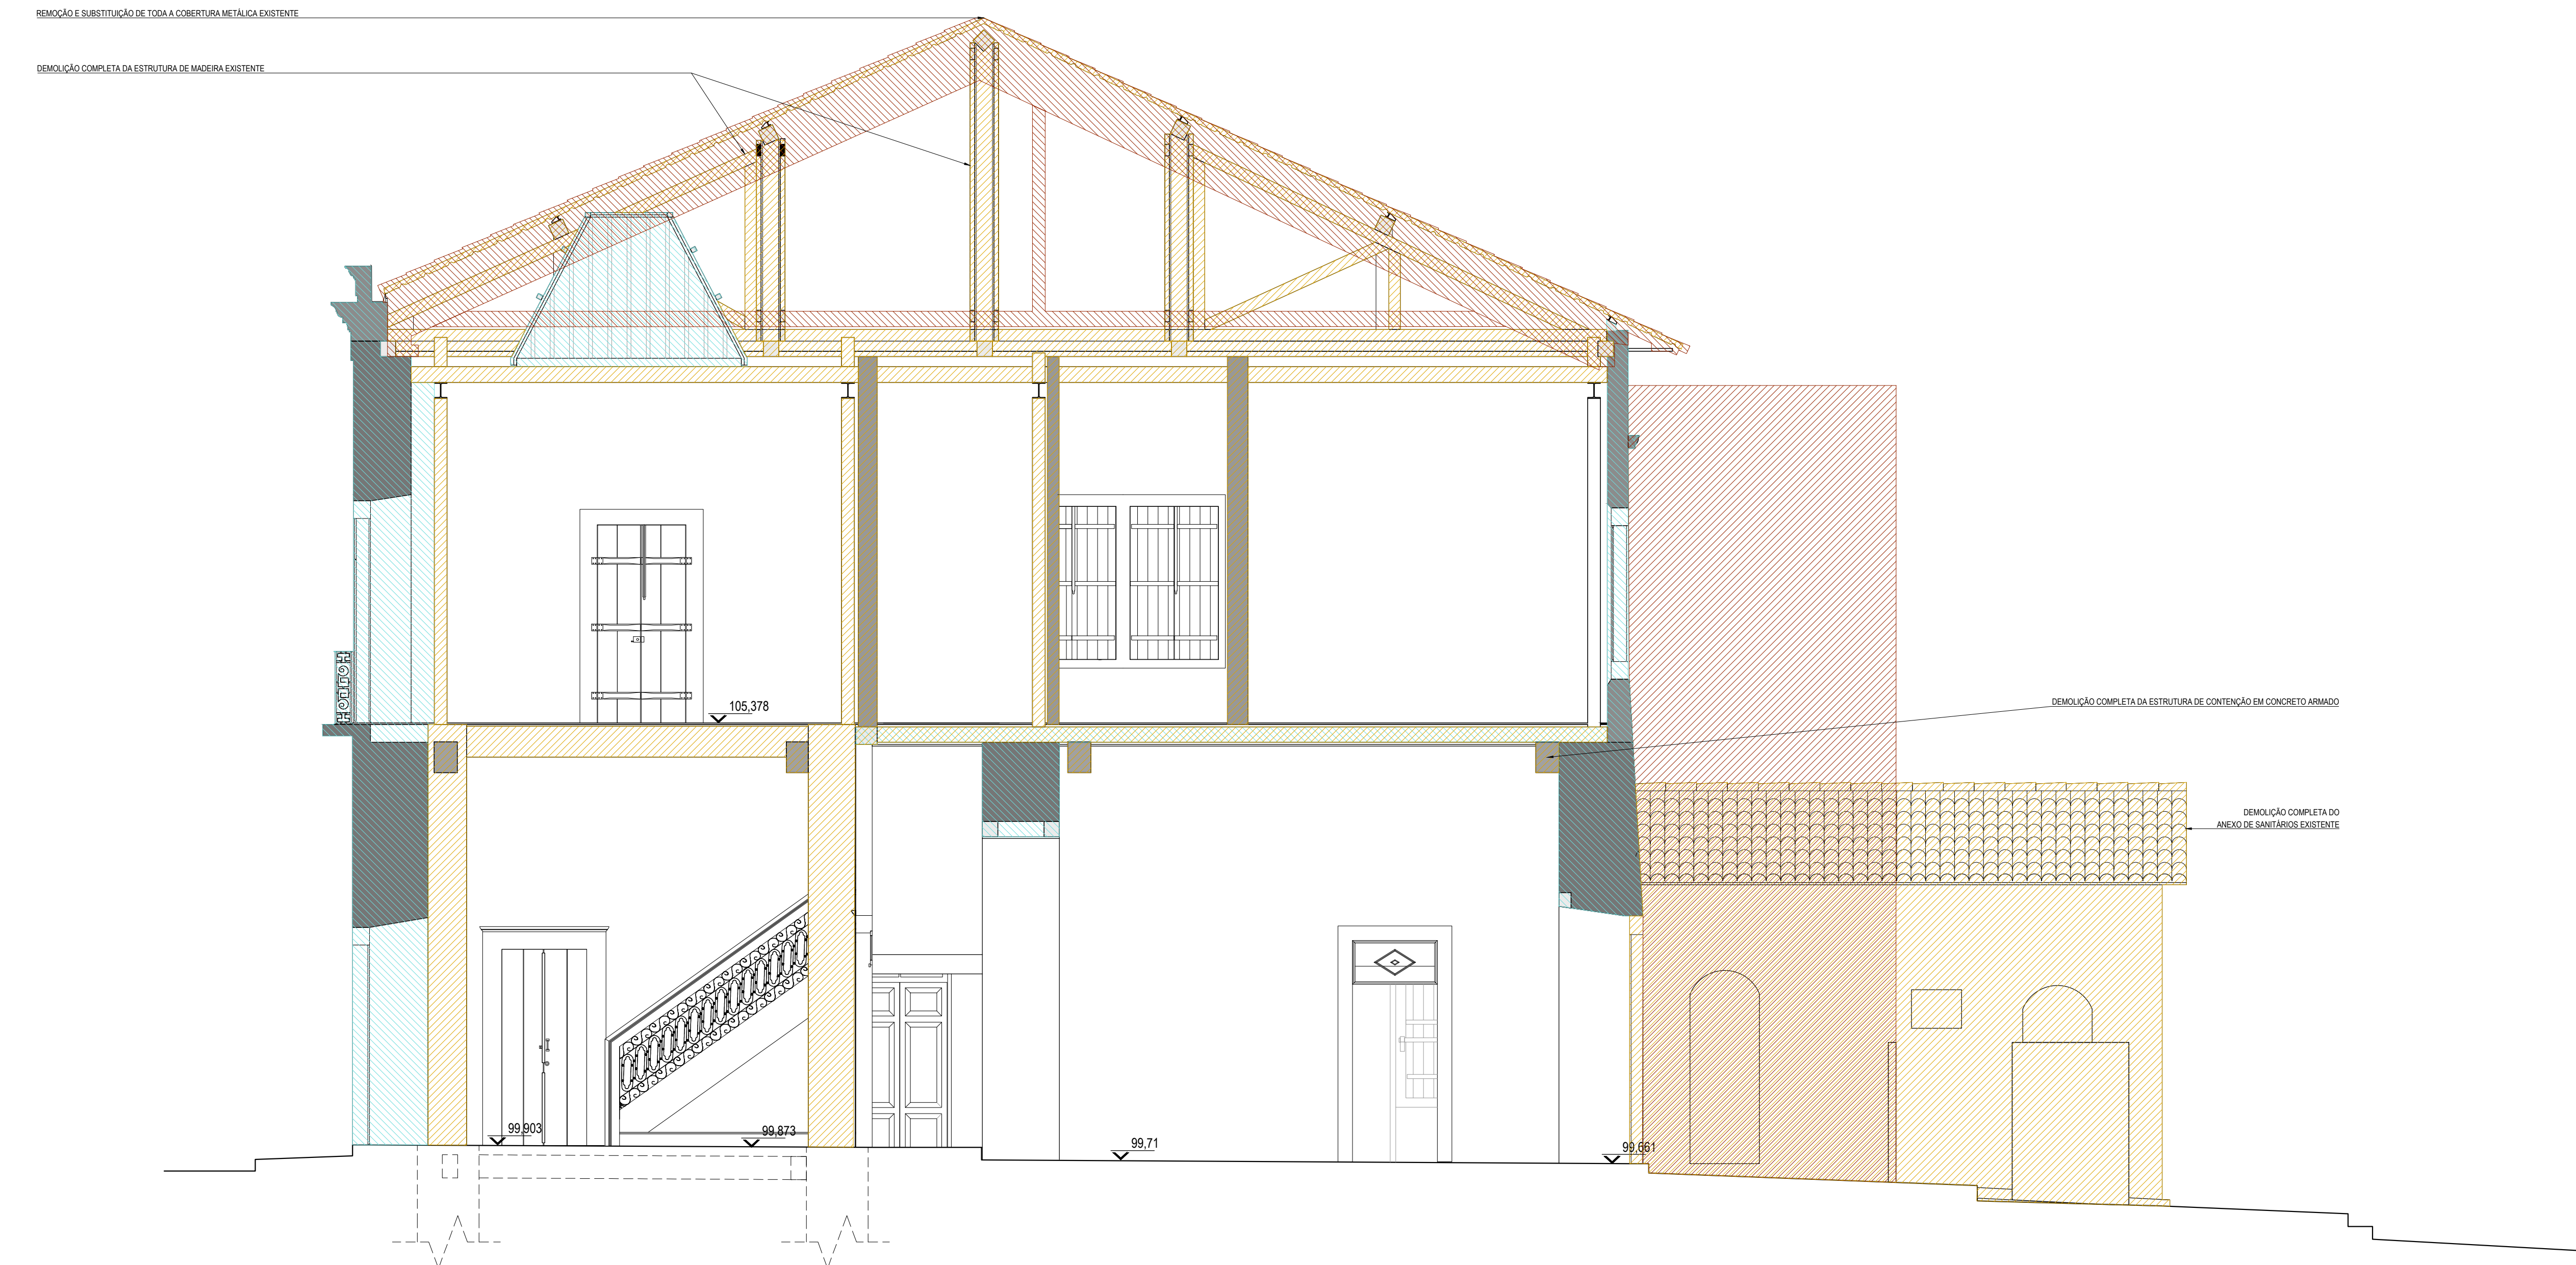 REMOÇÃO E SUBSTITUIÇÃO DE TODA A COBERTURA METÁLICA EXISTENTE
DEMOLIÇÃO COMPLETA DA ESTRUTURA DE MADEIRA EXISTENTE
105,378
DEMOLIÇÃO COMPLETA DA ESTRUTURA DE CONTENÇÃO EM CONCRETO ARMADO
DEMOLIÇÃO COMPLETA DO
ANEXO DE SANITÁRIOS EXISTENTE
99,903
99,873
99,71
99,661